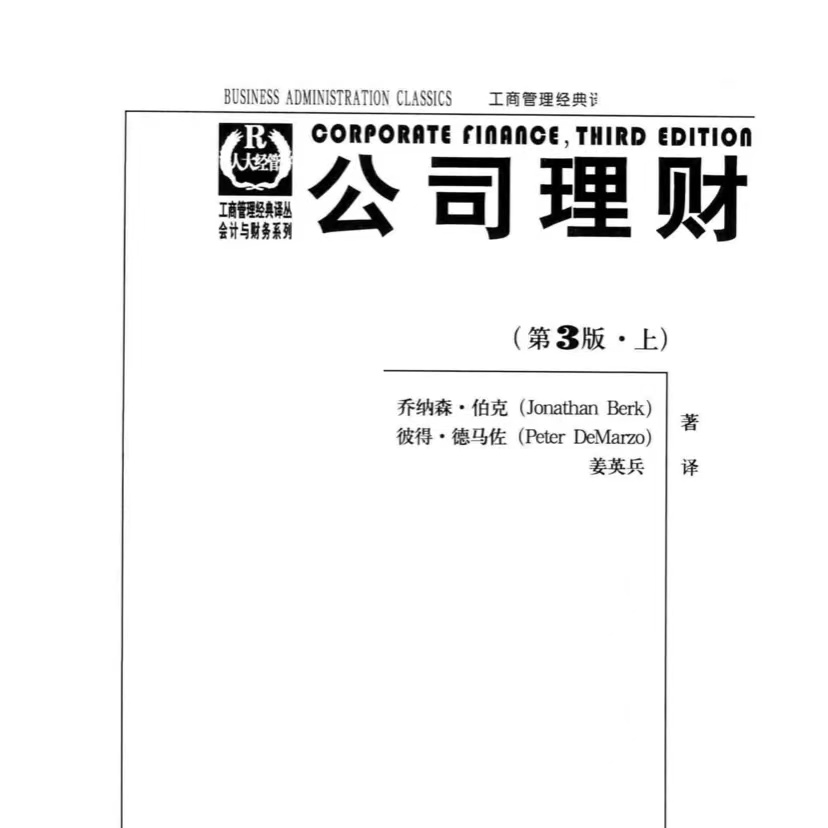 BUSINESS ADMINISTRATION CLASSICS 工商管理经典
CORPORATE FINANCE, THIRD EDITION
R
人大经管
工商管理经典译丛
会计与财务系列
公司理财
(第3版·上)
乔纳森·伯克 (Jonathan Berk)
彼得·德马佐 (Peter DeMarzo)
著
姜英兵 译